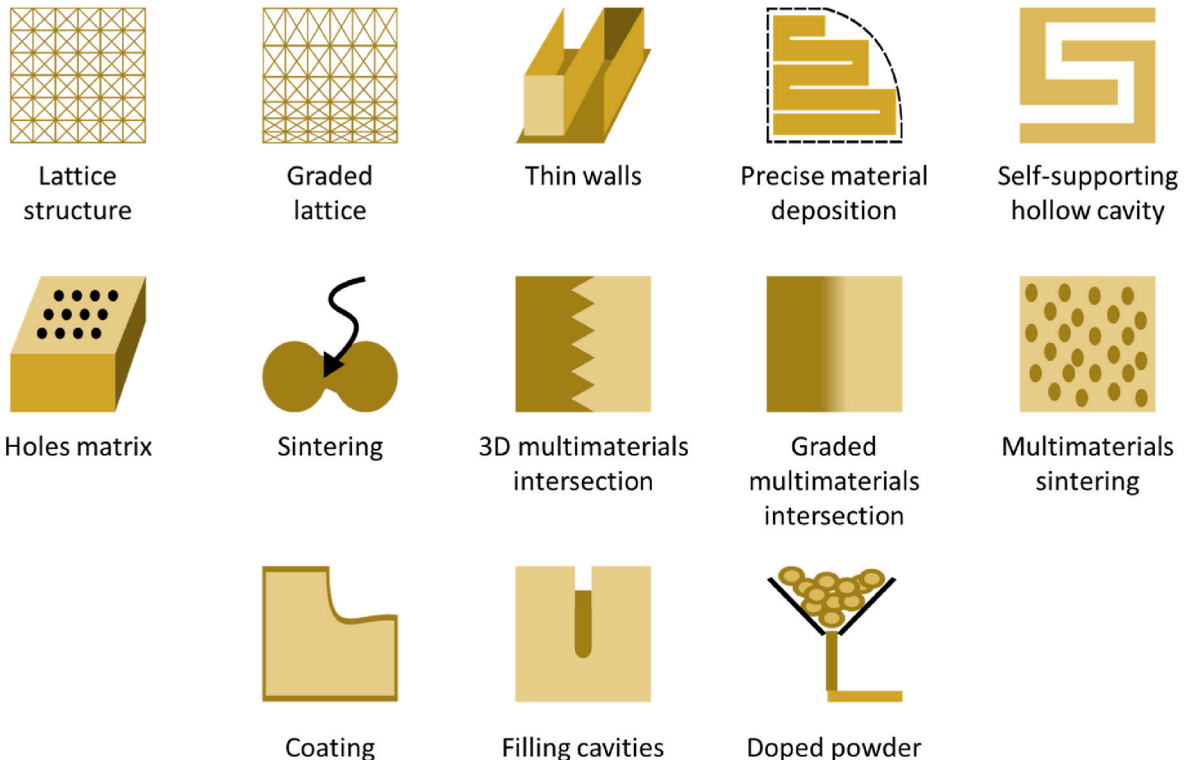 Lattice
structure
Graded
lattice
Thin walls
Precise material
deposition
Self-supporting
hollow cavity
Holes matrix
Sintering
3D multimaterials
intersection
Graded
multimaterials
intersection
Multimaterials
sintering
Coating
Filling cavities
Doped powder